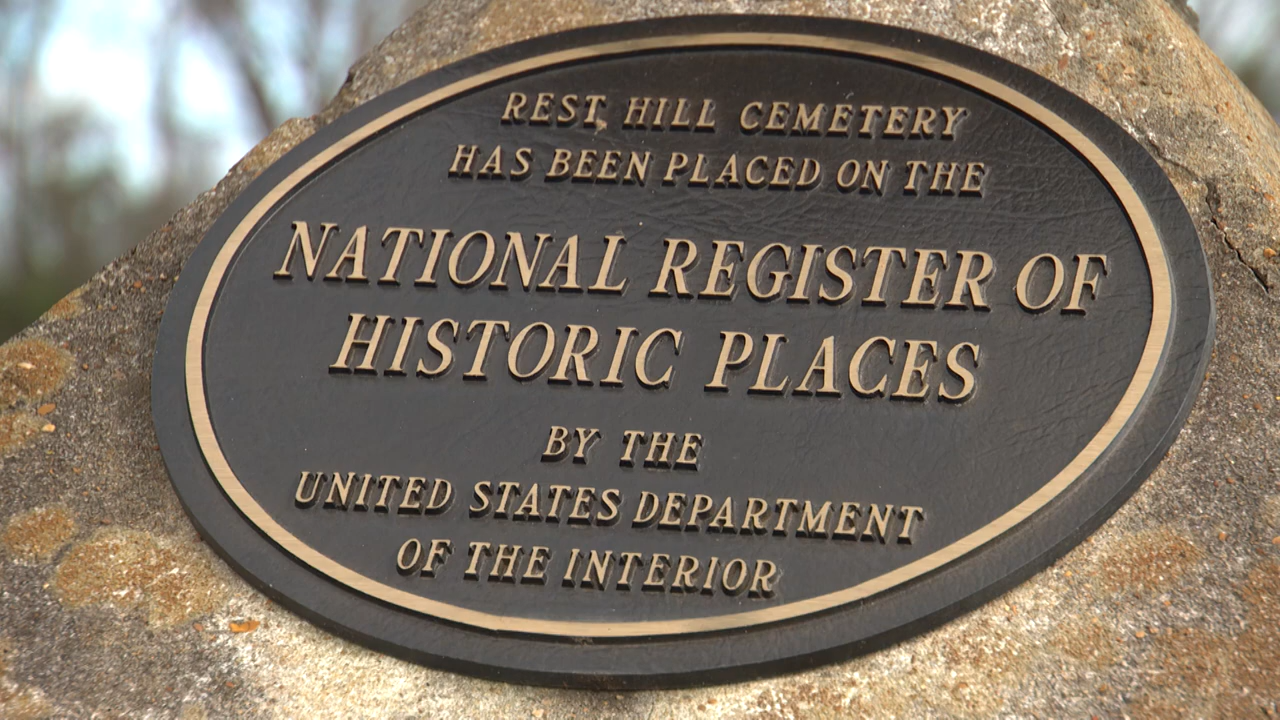 REST HILL CEMETERY
HAS BEEN PLACED ON THE
NATIONAL REGISTER OF
HISTORIC PLACES
BY THE
UNITED STATES DEPARTMENT
OF THE INTERIOR